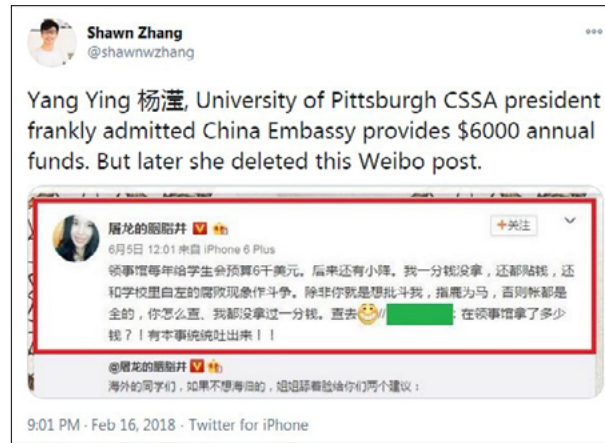 Shawn Zhang
@shawnwzhang
Yang Ying 杨滢, University of Pittsburgh CSSA president
frankly admitted China Embassy provides $6000 annual
funds. But later she deleted this Weibo post.
屠龙的胭脂井
+关注
6月5日 12:01 来自 iPhone 6 Plus
领事馆每年给学生会预算6千美元。后来还有小降。我一分钱没拿,还都贴钱,还
和学校里白左的腐败现象作斗争。除非你就是想批斗我,指鹿为马,否则帐都是
全的,你怎么查、我都没拿过一分钱。查去//: 在领事馆拿了多少
钱?!有本事统统吐出来!!
@屠龙的胭脂井
海外的同学们,如果不想海归的,姐姐舔着脸给你们两个建议:
9:01 PM · Feb 16, 2018 · Twitter for iPhone